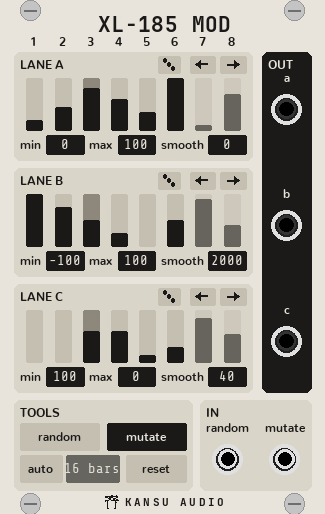 XL-185 MOD
1 2 3 4 5 6 7 8
LANE A
OUT
a
min 0 max 100 smooth 0
LANE B
b
min -100 max 100 smooth 2000
LANE C
c
min 100 max 0 smooth 40
TOOLS
random mutate
auto 16 bars reset
IN
random mutate
KANSU AUDIO